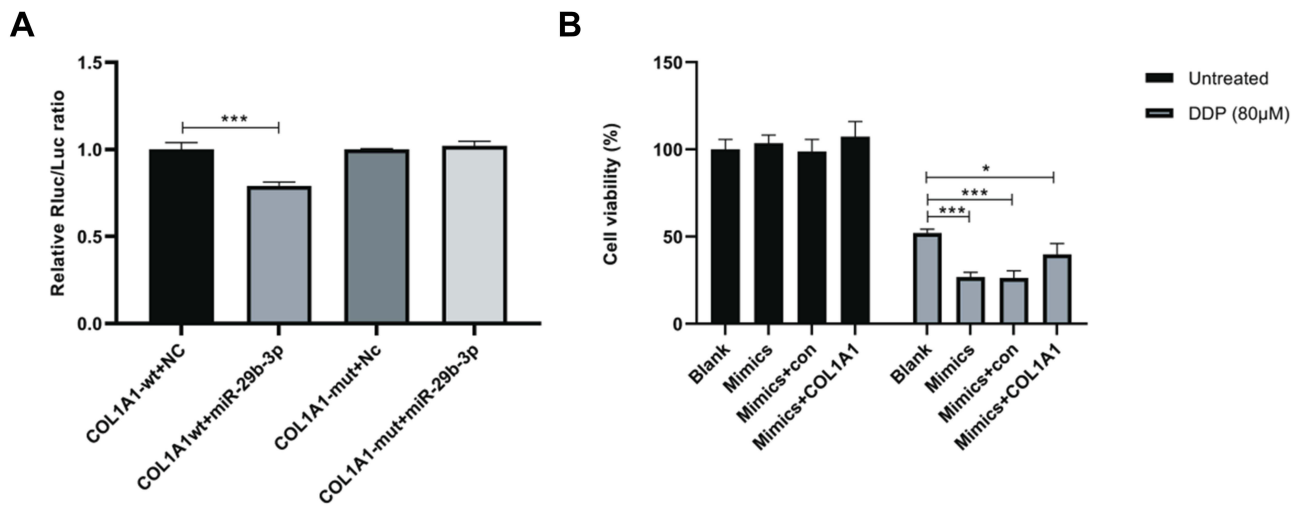 A
Relative Rluc/Luc ratio
1.5
1.0
0.5
0.0
***
COL1A1-wt+NC
COL1A1wt+miR-29b-3p
COL1A1-mut+Nc
COL1A1-mut+miR-29b-3p
B
Cell viability (%)
150
100
50
0
*
***
***
Blank
Mimics
Mimics+con
Mimics+COL1A1
Blank
Mimics
Mimics+con
Mimics+COL1A1
Untreated
DDP (80μM)